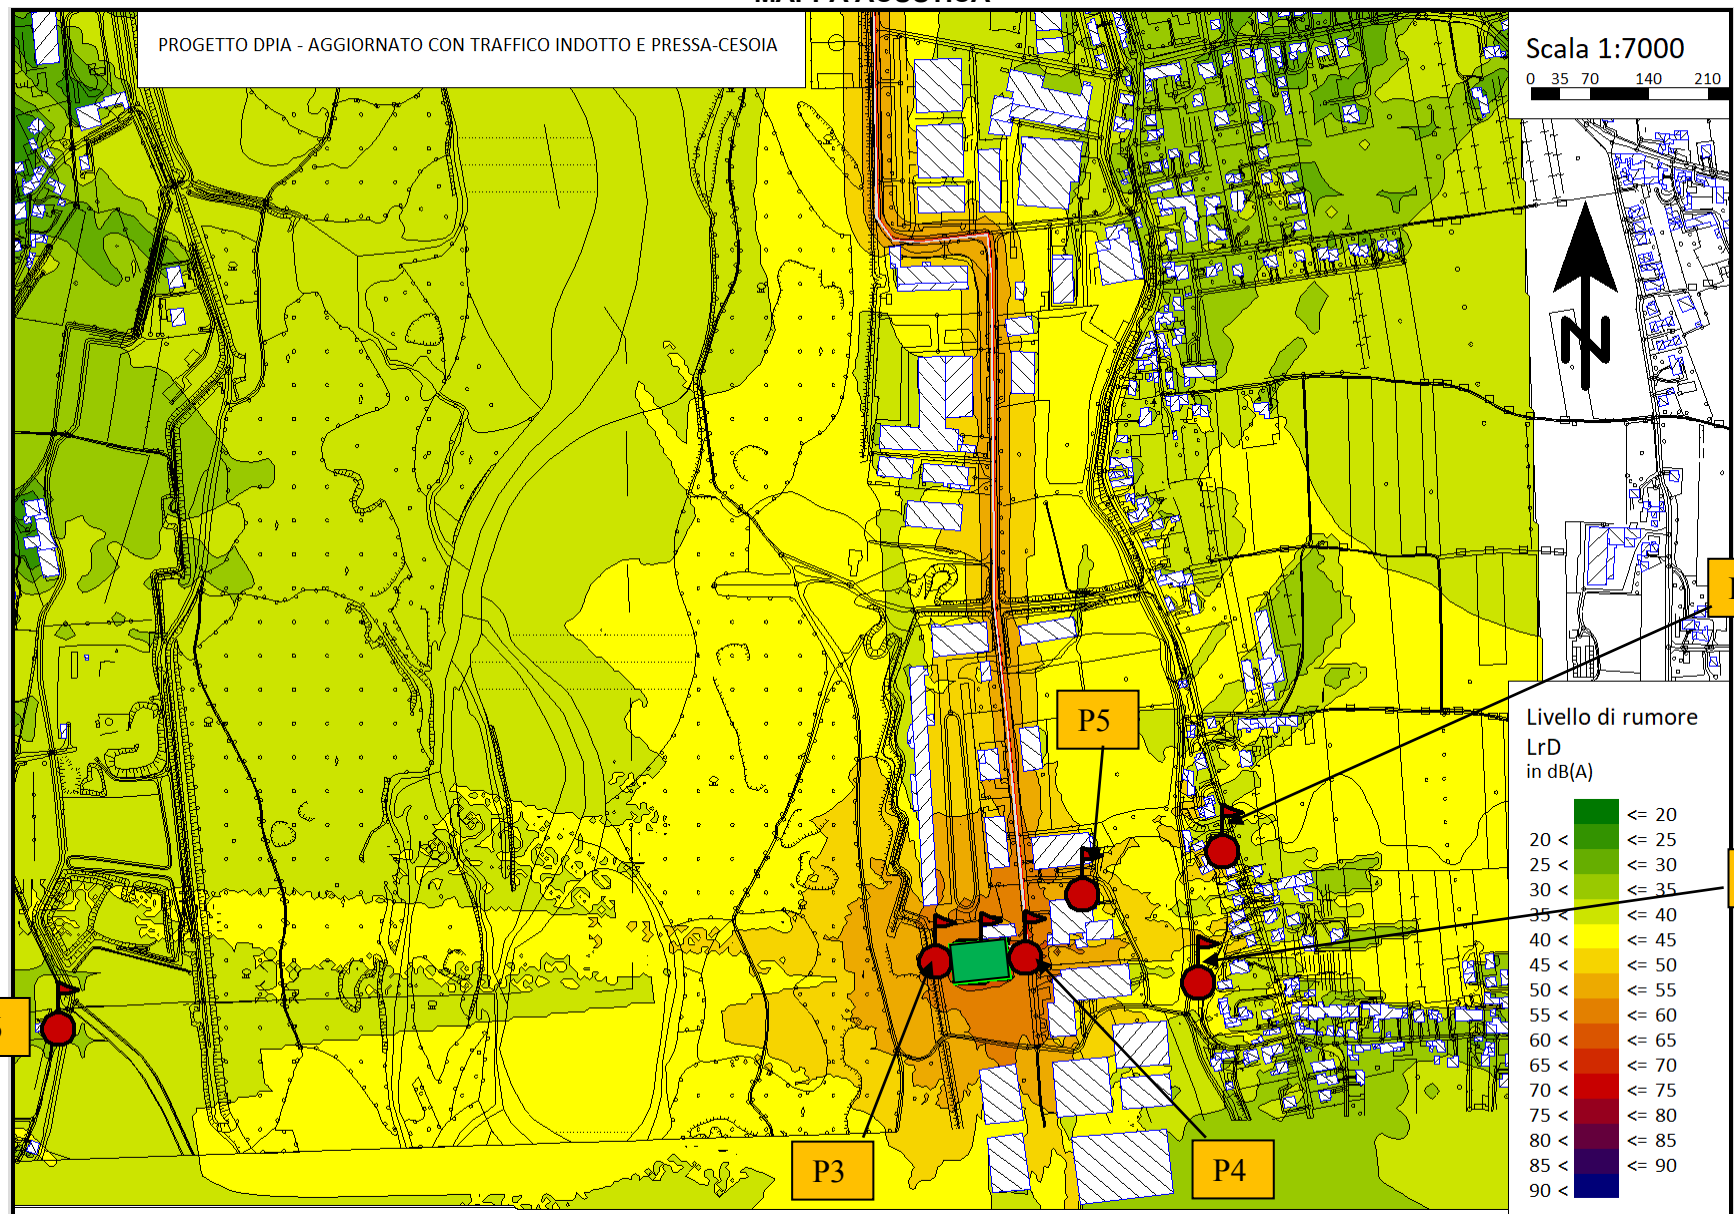 MAPPA ACUSTICA
PROGETTO DPIA - AGGIORNATO CON TRAFFICO INDOTTO E PRESSA-CESOIA
Scala 1:7000
0 35 70 140 210
N
P5
P3
P4
Livello di rumore
LrD
in dB(A)
<= 20
20 < <= 25
25 < <= 30
30 < <= 35
35 < <= 40
40 < <= 45
45 < <= 50
50 < <= 55
55 < <= 60
60 < <= 65
65 < <= 70
70 < <= 75
75 < <= 80
80 < <= 85
85 < <= 90
90 <